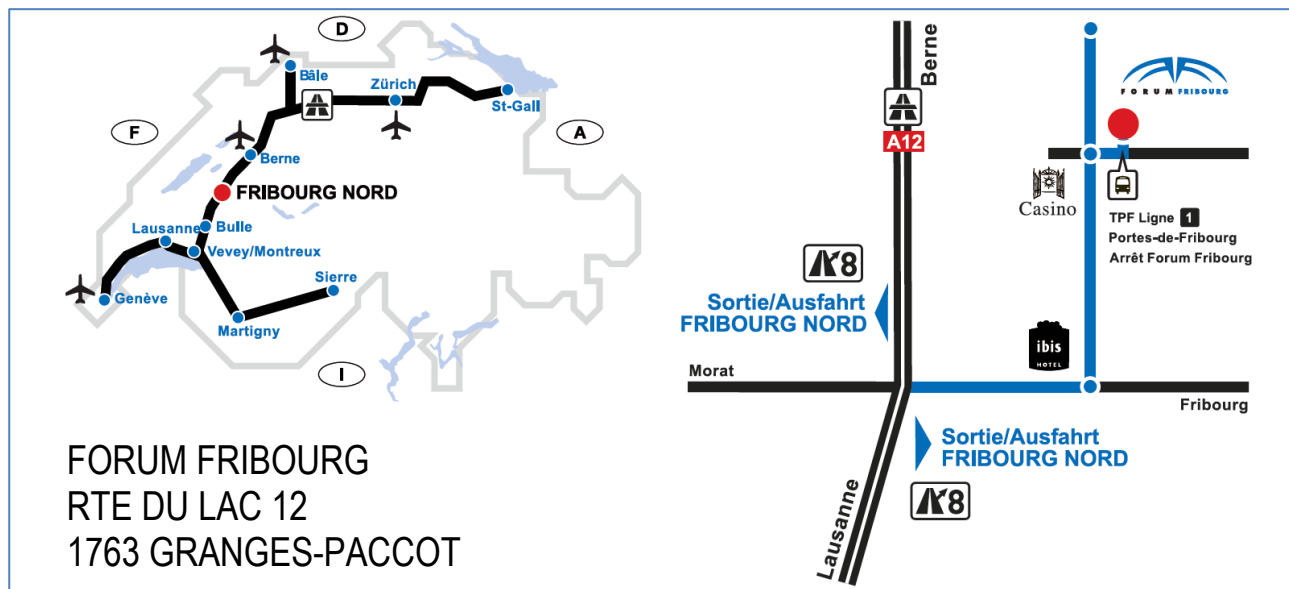 D
Bâle
Zürich
St-Gall
F
A
Berne
FRIBOURG NORD
Bulle
Lausanne
Vevey/Montreux
Sierre
Genève
Martigny
I
FORUM FRIBOURG
RTE DU LAC 12
1763 GRANGES-PACCOT
Berne
A12
FORUM FRIBOURG
Casino
TPF Ligne 1
Portes-de-Fribourg
Arrêt Forum Fribourg
8
Sortie/Ausfahrt
FRIBOURG NORD
ibis
HOTEL
Morat
Fribourg
Sortie/Ausfahrt
FRIBOURG NORD
8
Lausanne